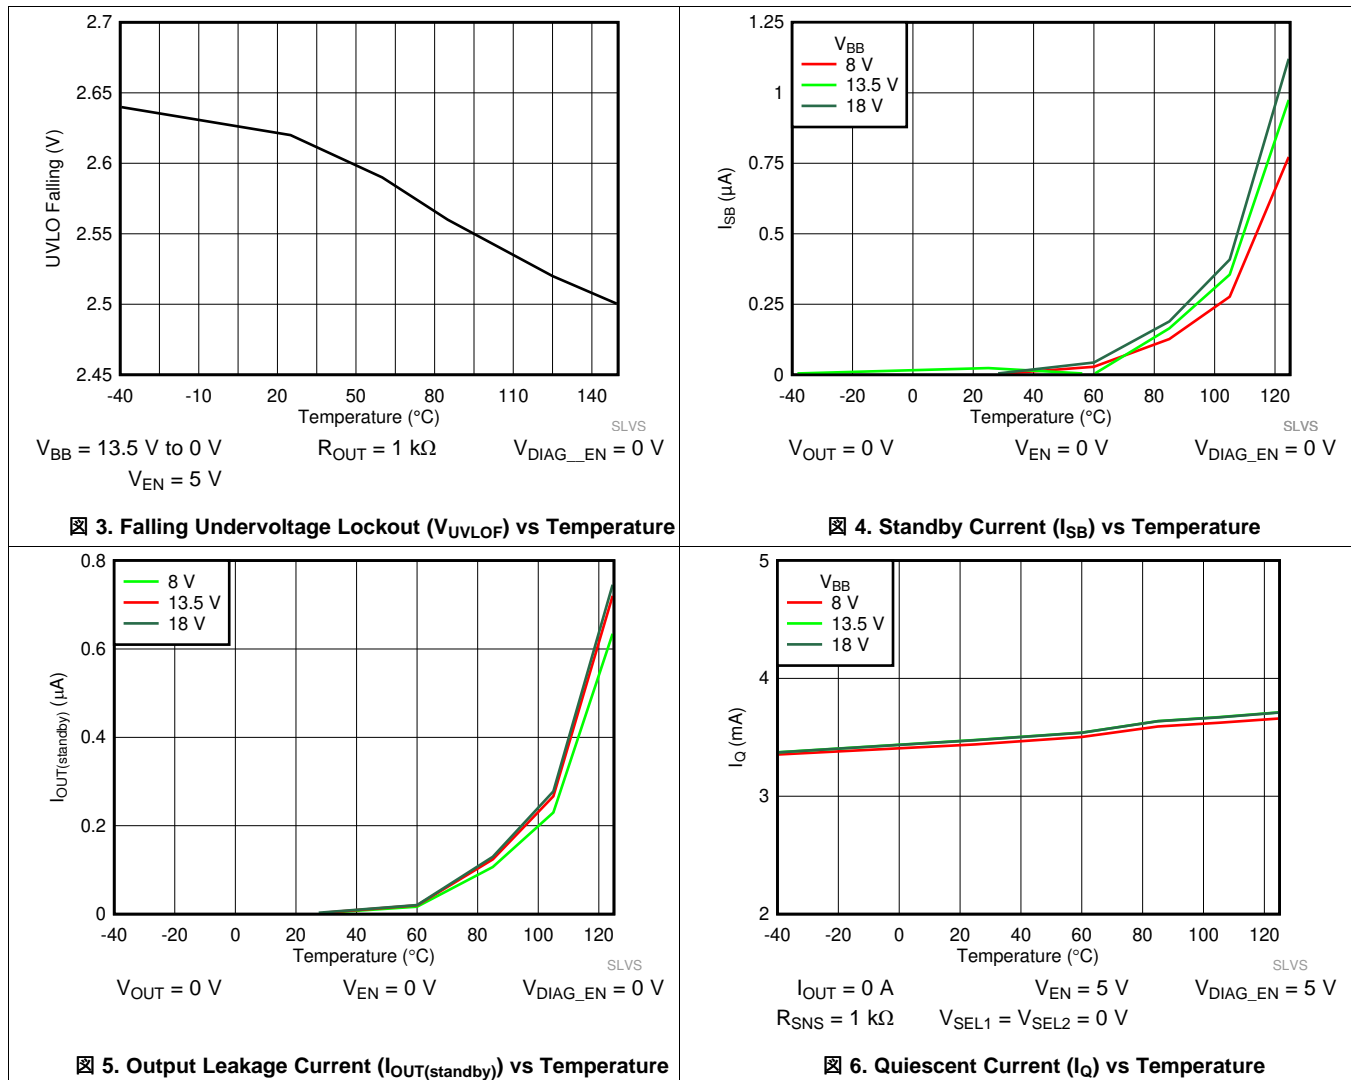 2.7
2.65
2.6
2.55
2.5
2.45
UVLO Falling (V)
-40 -10 20 50 80 110 140
Temperature (°C)
SLVS
V_BB = 13.5 V to 0 V R_OUT = 1 kΩ V_DIAG__EN = 0 V
V_EN = 5 V
図 3. Falling Undervoltage Lockout (V_UVLOF) vs Temperature
1.25
1
0.75
0.5
0.25
0
I_SB (µA)
V_BB
8 V
13.5 V
18 V
-40 -20 0 20 40 60 80 100 120
Temperature (°C)
SLVS
V_OUT = 0 V V_EN = 0 V V_DIAG_EN = 0 V
図 4. Standby Current (I_SB) vs Temperature
0.8
0.6
0.4
0.2
0
I_OUT(standby) (µA)
8 V
13.5 V
18 V
-40 -20 0 20 40 60 80 100 120
Temperature (°C)
SLVS
V_OUT = 0 V V_EN = 0 V V_DIAG_EN = 0 V
図 5. Output Leakage Current (I_OUT(standby)) vs Temperature
5
4
3
2
I_Q (mA)
V_BB
8 V
13.5 V
18 V
-40 -20 0 20 40 60 80 100 120
Temperature (°C)
SLVS
I_OUT = 0 A V_EN = 5 V V_DIAG_EN = 5 V
R_SNS = 1 kΩ V_SEL1 = V_SEL2 = 0 V
図 6. Quiescent Current (I_Q) vs Temperature